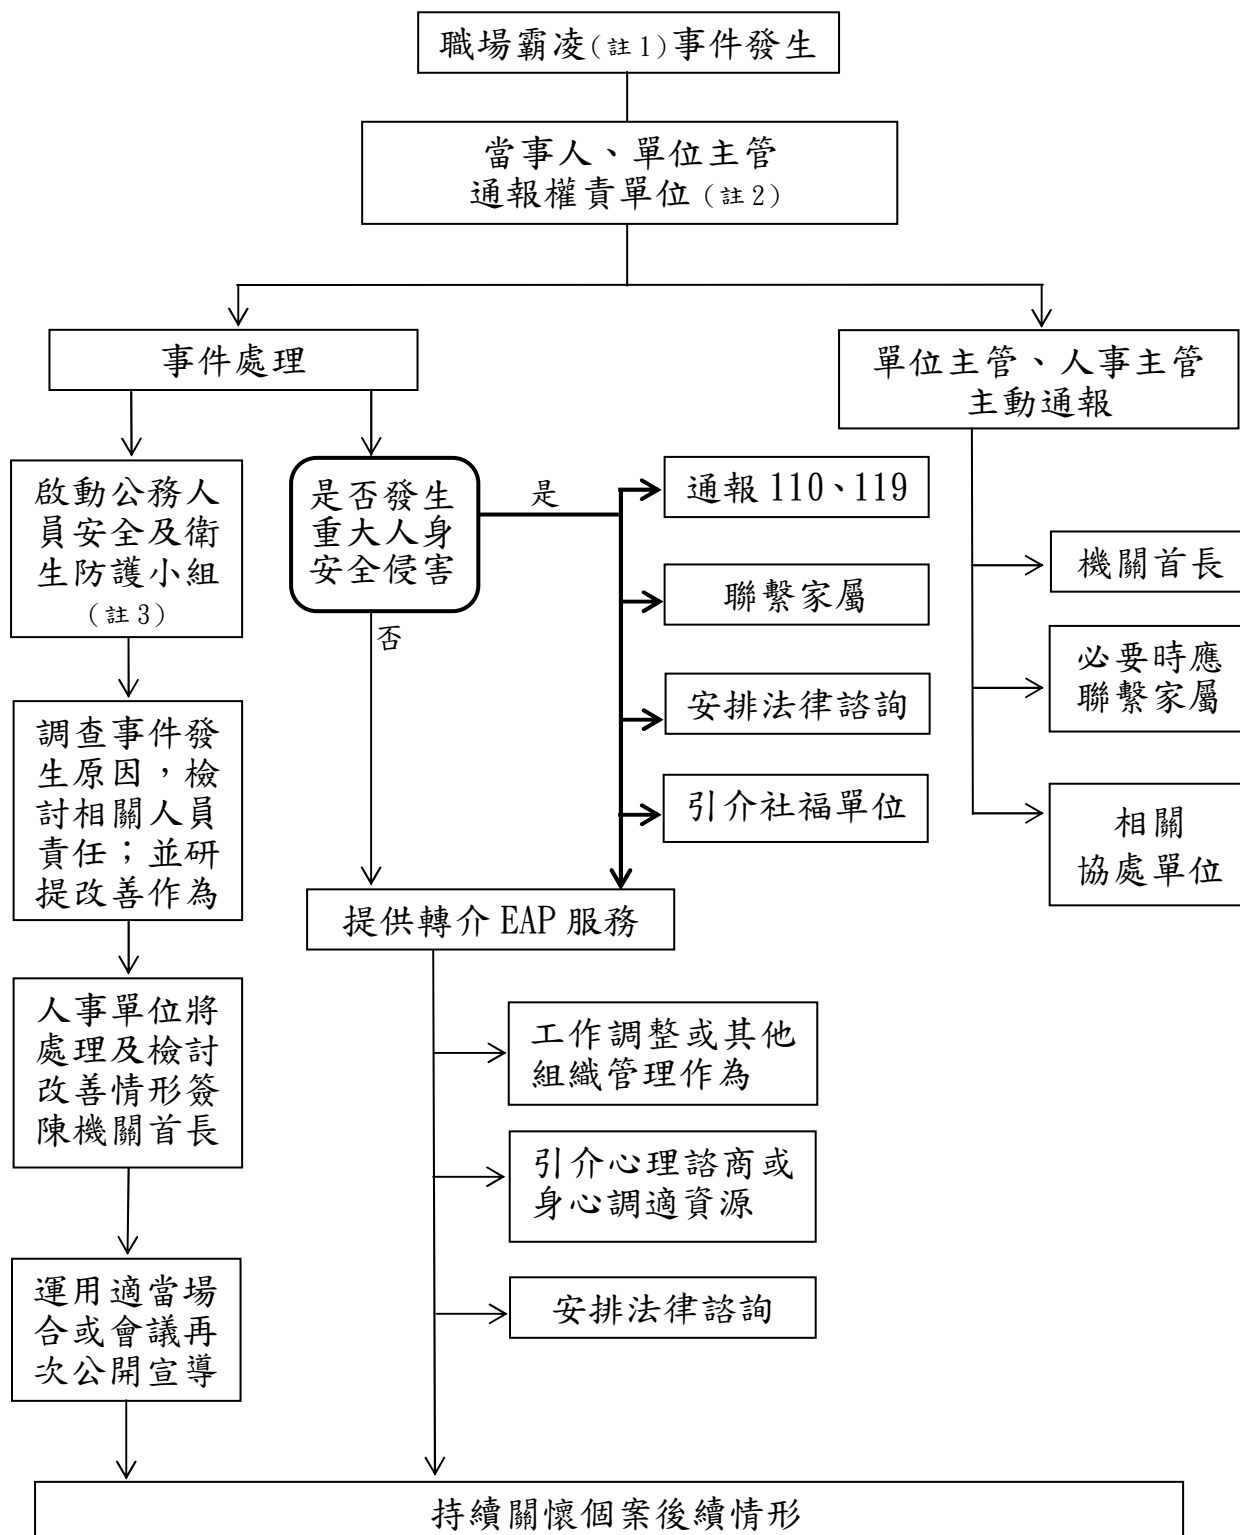 職場霸凌(註1)事件發生
當事人、單位主管
通報權責單位(註2)
事件處理
單位主管、人事主管
主動通報
啟動公務人
員安全及衛
生防護小組
(註3)
是否發生
重大人身
安全侵害
是
否
通報110、119
聯繫家屬
安排法律諮詢
引介社福單位
機關首長
必要時應
聯繫家屬
相關
協處單位
調查事件發
生原因，檢
討相關人員
責任；並研
提改善作為
提供轉介EAP服務
人事單位將
處理及檢討
改善情形簽
陳機關首長
工作調整或其他
組織管理作為
引介心理諮商或
身心調適資源
安排法律諮詢
運用適當場
合或會議再
次公開宣導
持續關懷個案後續情形